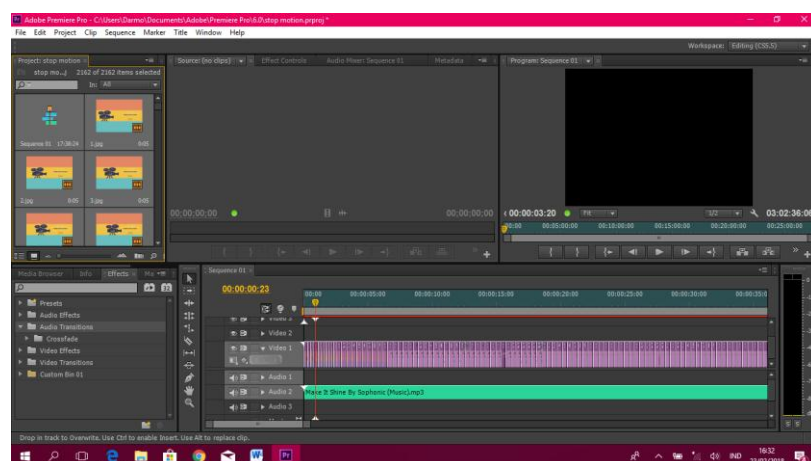 Adobe Premiere Pro - C:\Users\Darmo\Documents\Adobe\Premiere Pro\6.0\stop motion.prproj *
File Edit Project Clip Sequence Marker Title Window Help
Workspace: Editing (CS5.5)
Project: stop motion
Source: (no clips)
Effect Controls
Audio Mixer: Sequence 01
Metadata
Program: Sequence 01
stop mo...j 2162 of 2162 items selected
In: All
Sequence 01 17:38:24
1.jpg 0:05
2.jpg 0:05
3.jpg 0:05
00;00;00;00
00;00;00;00
00:00:03:20
Fit
1/2
03:02:36:06
00:00 00:05:00:00 00:10:00:00 00:15:00:00 00:20:00:00 00:25:00:00
Media Browser Info Effects
Sequence 01
00:00:00:23
00:00 00:00:05:00 00:00:10:00 00:00:15:00 00:00:20:00 00:00:25:00 00:00:30:00 00:00:35:0
Presets
Audio Effects
Audio Transitions
Crossfade
Video Effects
Video Transitions
Custom Bin 01
Video 3
Video 2
Video 1
Audio 1
Audio 2
Make It Shine By Sophonic (Music).mp3
Audio 3
S S
Drop in track to Overwrite. Use Ctrl to enable Insert. Use Alt to replace clip.
IND
16:32